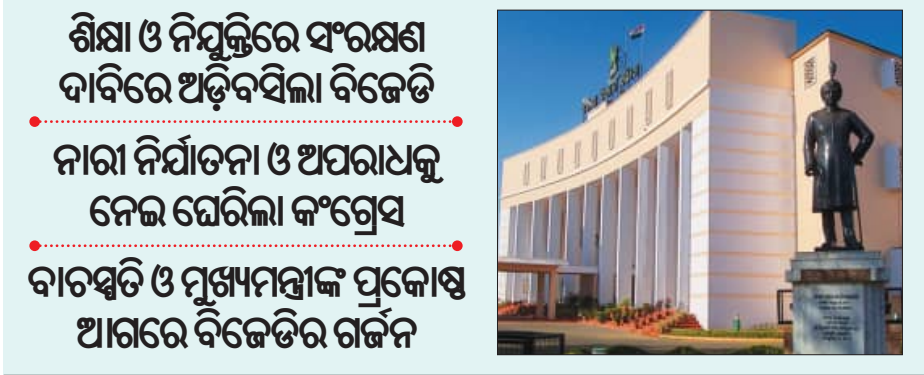 ଶିକ୍ଷା ଓ ନିଯୁକ୍ତିରେ ସଂରକ୍ଷଣ
ଦାବିରେ ଅଡ଼ିବସିଲା ବିଜେଡି
ନାରୀ ନିର୍ଯାତନା ଓ ଅପରାଧକୁ
ନେଇ ଘେରିଲା କଂଗ୍ରେସ
ବାଚସ୍ପତି ଓ ମୁଖ୍ୟମନ୍ତ୍ରୀଙ୍କ ପ୍ରକୋଷ୍ଠ
ଆଗରେ ବିଜେଡିର ଗର୍ଜନ